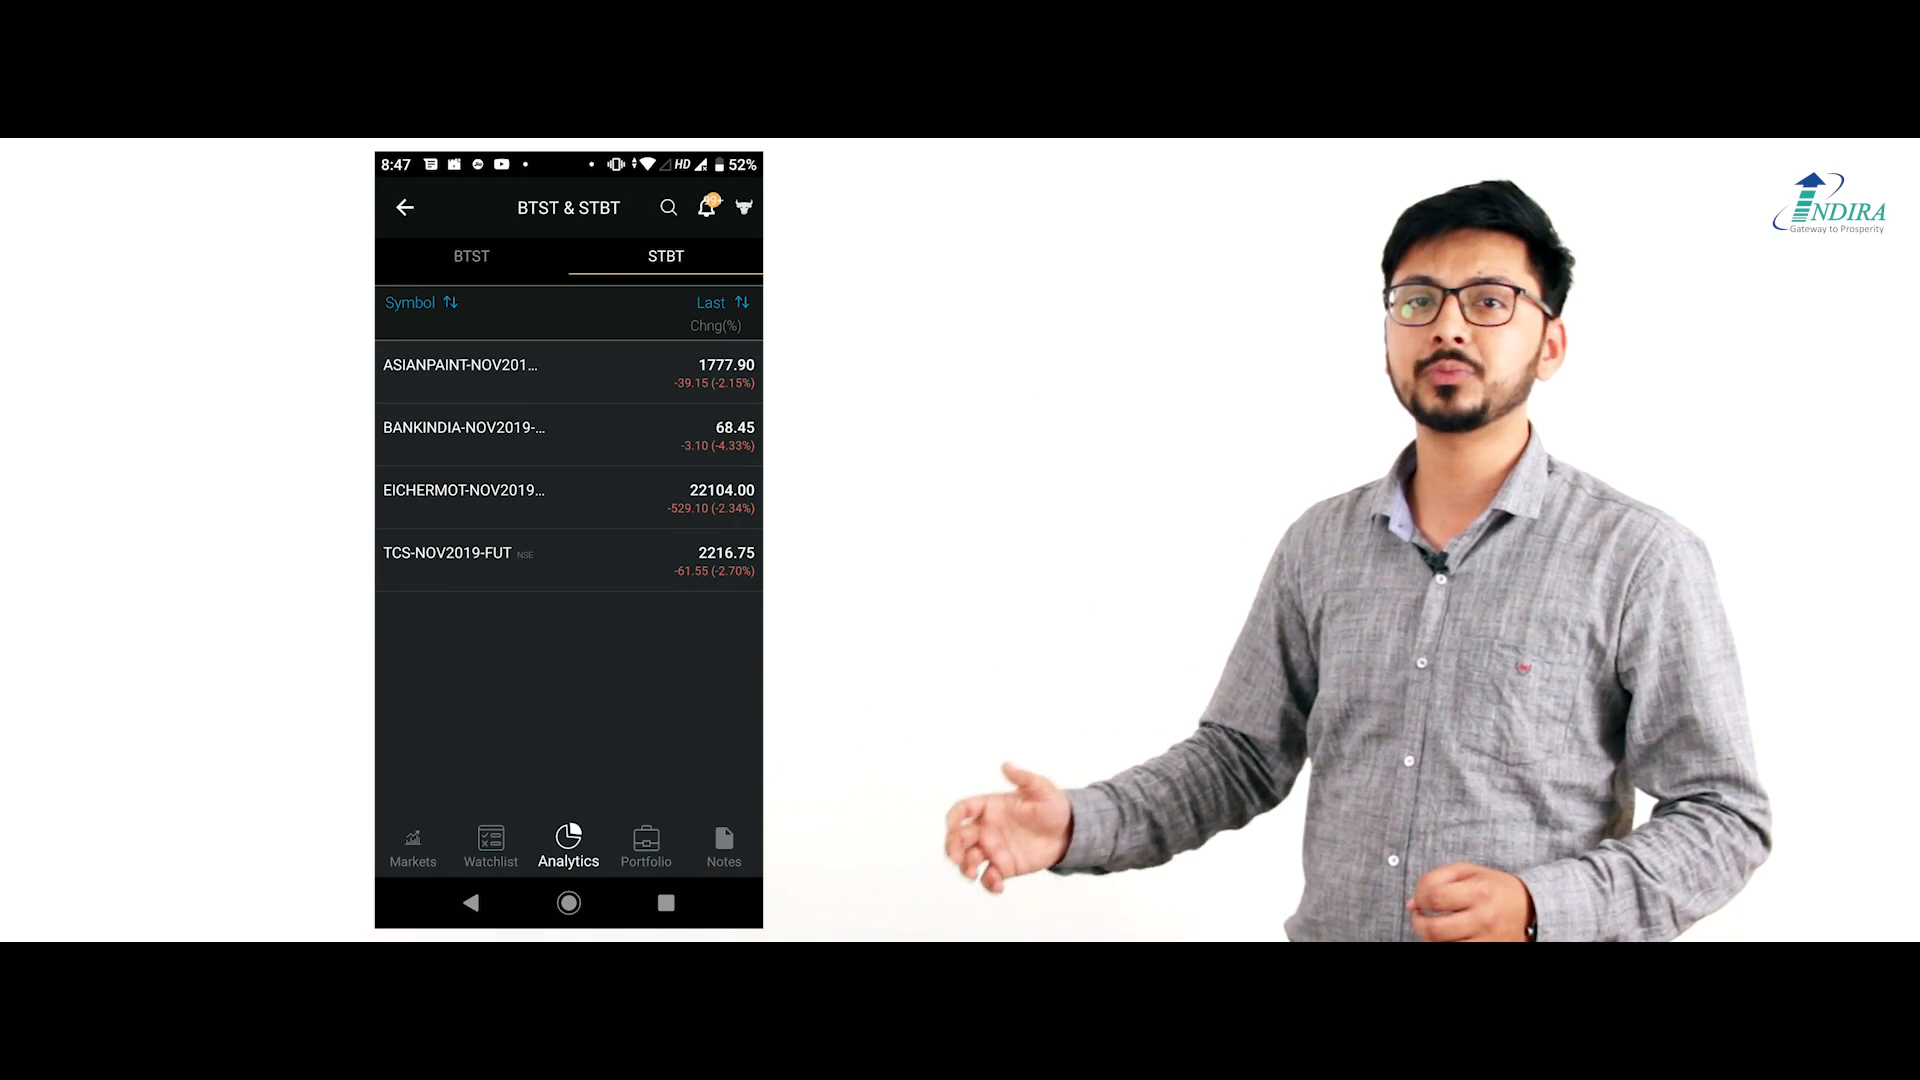 8:47 HD 52%
BTST & STBT
99+
BTST STBT
Symbol Last
Chng(%)
ASIANPAINT-NOV201... 1777.90
-39.15 (-2.15%)
BANKINDIA-NOV2019-... 68.45
-3.10 (-4.33%)
EICHERMOT-NOV2019... 22104.00
-529.10 (-2.34%)
TCS-NOV2019-FUT NSE 2216.75
-61.55 (-2.70%)
Markets Watchlist Analytics Portfolio Notes
INDIRA
Gateway to Prosperity